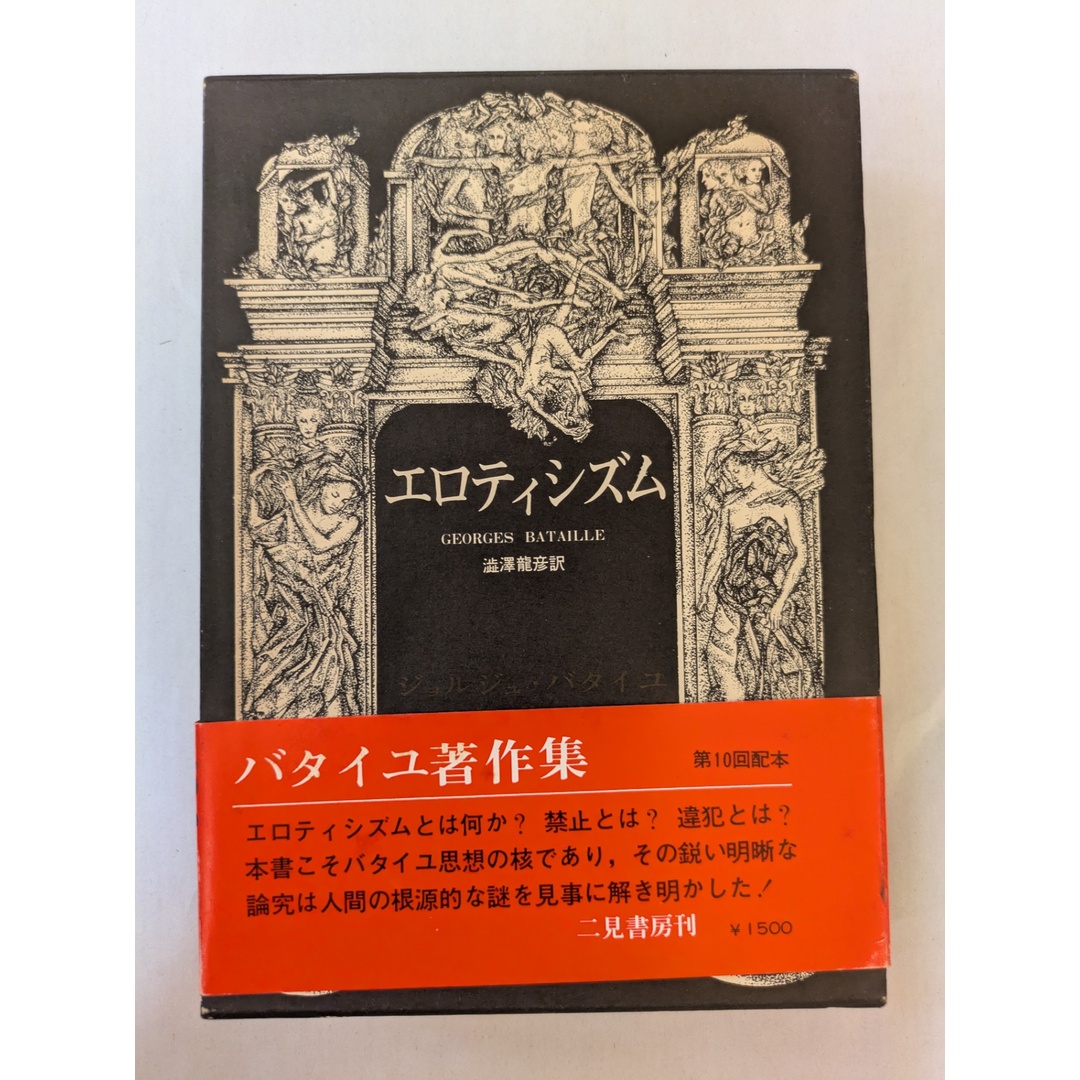 エロティシズム
GEORGES BATAILLE
澁澤龍彦訳
ジョルジュ・バタイユ
バタイユ著作集
第10回配本
エロティシズムとは何か? 禁止とは? 違犯とは?
本書こそバタイユ思想の核であり，その鋭い明晰な
論究は人間の根源的な謎を見事に解き明かした!
二見書房刊 ¥1500